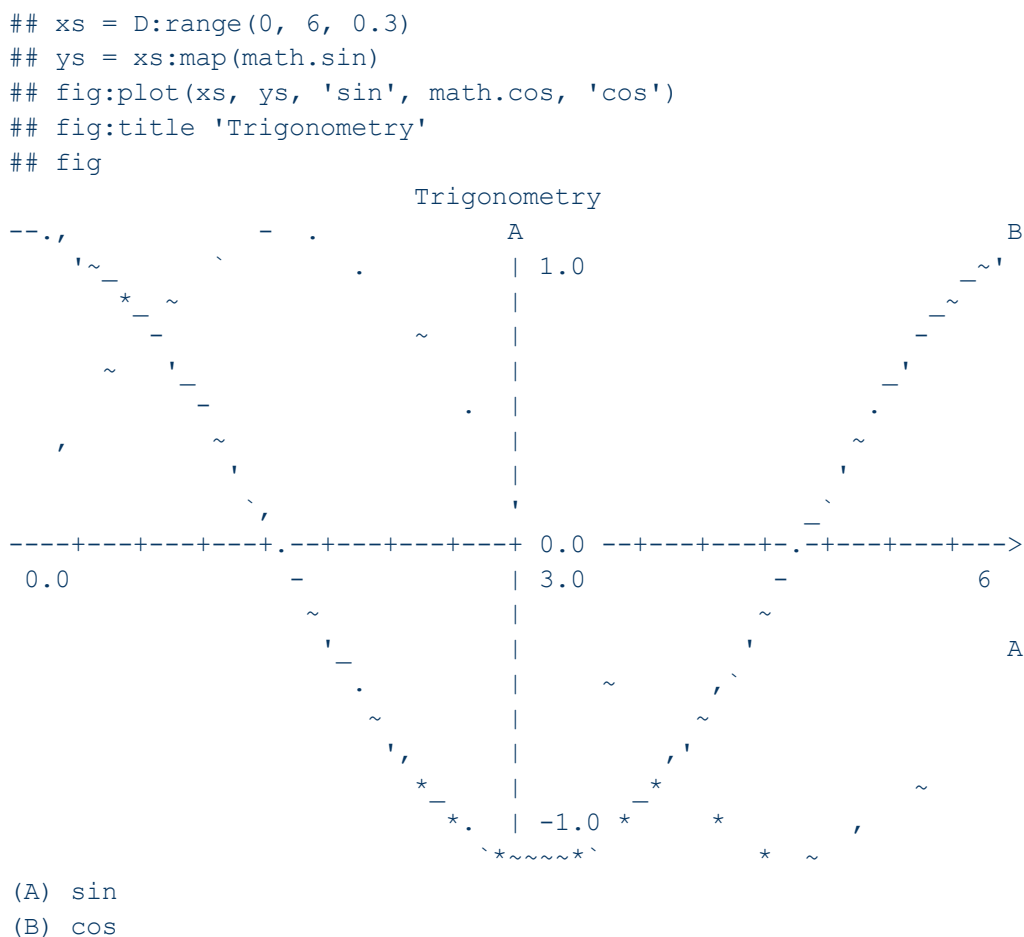 ## xs = D:range(0, 6, 0.3)
## ys = xs:map(math.sin)
## fig:plot(xs, ys, 'sin', math.cos, 'cos')
## fig:title 'Trigonometry'
## fig
                          Trigonometry
--.,            -  .            A                               B
    '~_      `        .         | 1.0                        _~'
       *_ ~                     |                          _~
         -                ~     |                         -
      ~   '_                    |                       _'
            -                .  |                      .
   ,         ~                  |                     ~
              '                 |                    '
               `,               '                  _`
----+---+---+---+.--+---+---+---+ 0.0 --+---+---+-.-+---+---+--->
 0.0              -             | 3.0            -            6
                   ~            |               ~
                    '_          |              '                A
                      .         |     ~      ,`
                       ~        |           ~
                        ',      |         ,'
                          *_    |       _*                ~
                            *.  | -1.0 *     *        ,
                              `*~~~~*`          *  ~
(A) sin
(B) cos